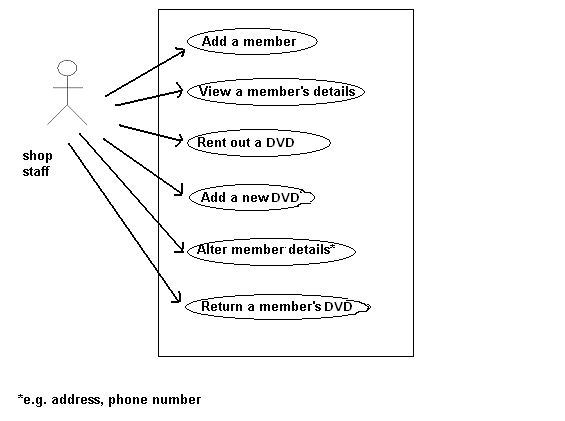 Add a member
View a member's details
Rent out a DVD
shop
staff
Add a new DVD
Alter member details*
Return a member's DVD
*e.g. address, phone number